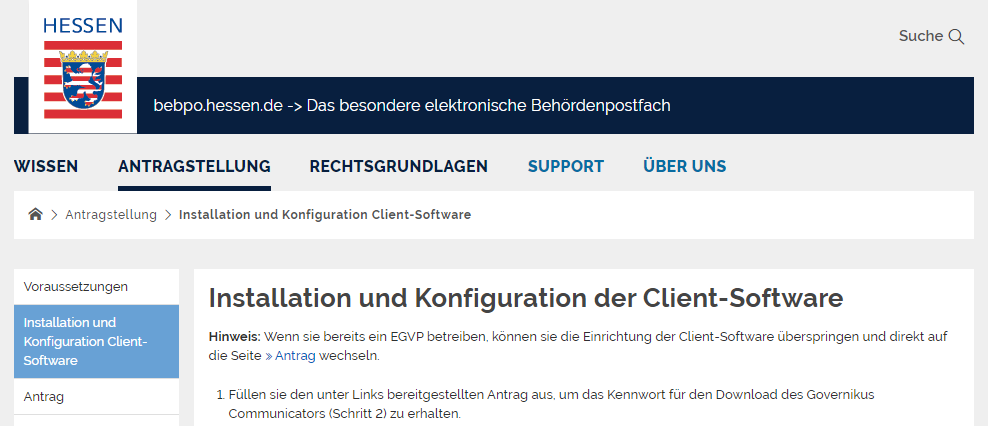 HESSEN
Suche
bebpo.hessen.de -> Das besondere elektronische Behördenpostfach
WISSEN ANTRAGSTELLUNG RECHTSGRUNDLAGEN SUPPORT ÜBER UNS
Antragstellung > Installation und Konfiguration Client-Software
Voraussetzungen
Installation und
Konfiguration Client-
Software
Antrag
Installation und Konfiguration der Client-Software
Hinweis: Wenn sie bereits ein EGVP betreiben, können sie die Einrichtung der Client-Software überspringen und direkt auf
die Seite » Antrag wechseln.
1. Füllen sie den unter Links bereitgestellten Antrag aus, um das Kennwort für den Download des Governikus
Communicators (Schritt 2) zu erhalten.